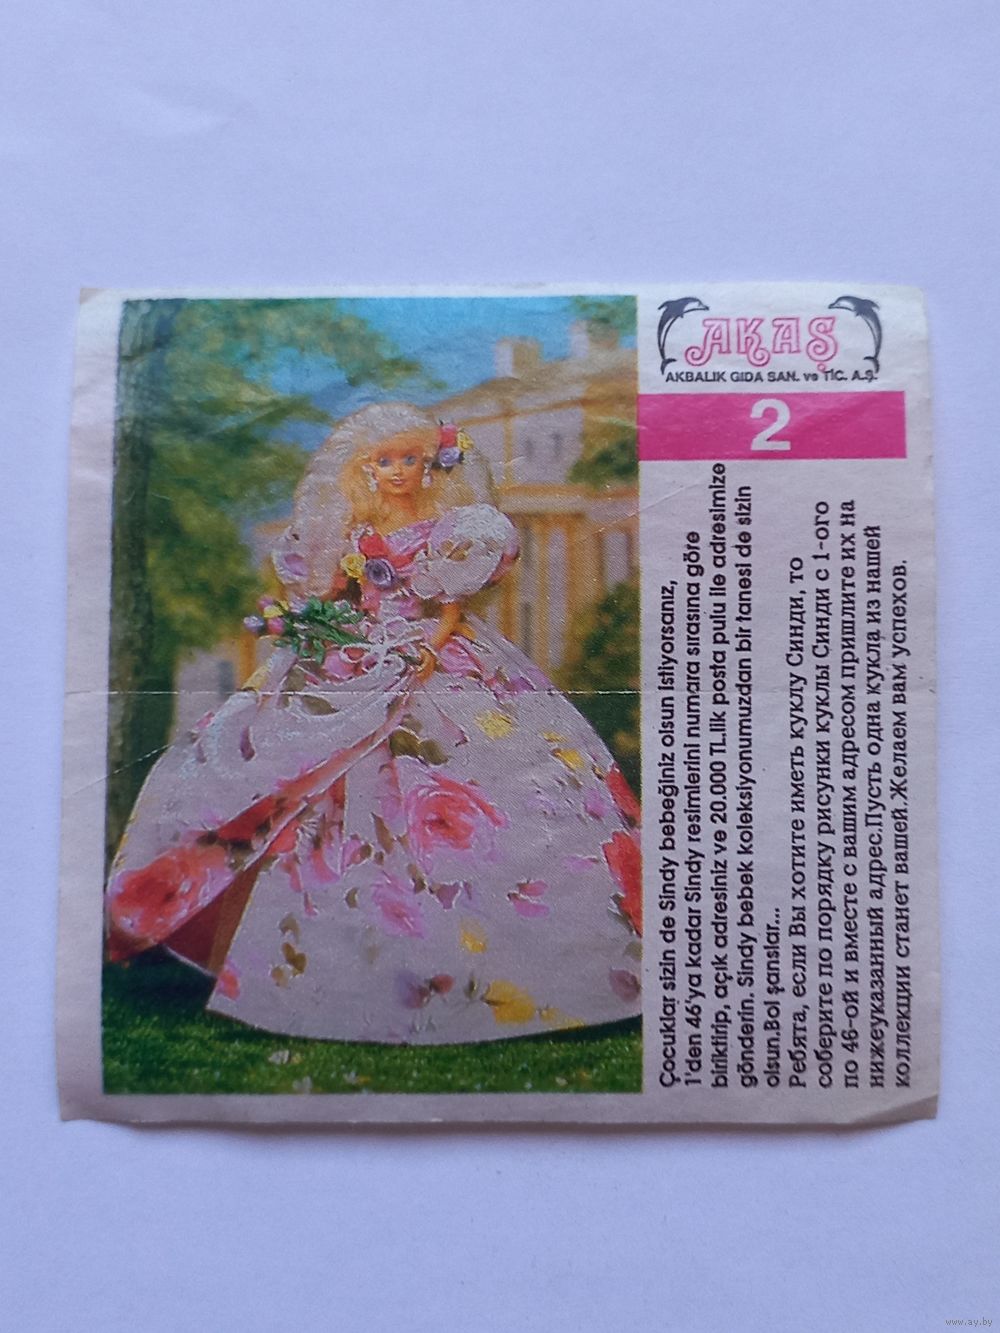 AKAŞ
AKBALIK GIDA SAN. ve TİC. A.Ş.
2
Çocuklar sizin de Sindy bebeğiniz olsun istiyorsanız,
1'den 46'ya kadar Sindy resimlerini numara sırasına göre
biriktirip, açık adresiniz ve 20.000 TL.lik posta pulu ile adresimize
gönderin. Sindy bebek koleksiyonumuzdan bir tanesi de sizin
olsun.Bol şanslar...
Ребята, если Вы хотите иметь куклу Синди, то
соберите по порядку рисунки куклы Синди с 1-ого
по 46-ой и вместе с вашим адресом пришлите их на
нижеуказанный адрес.Пусть одна кукла из нашей
коллекции станет вашей.Желаем вам успехов.
www.ay.by